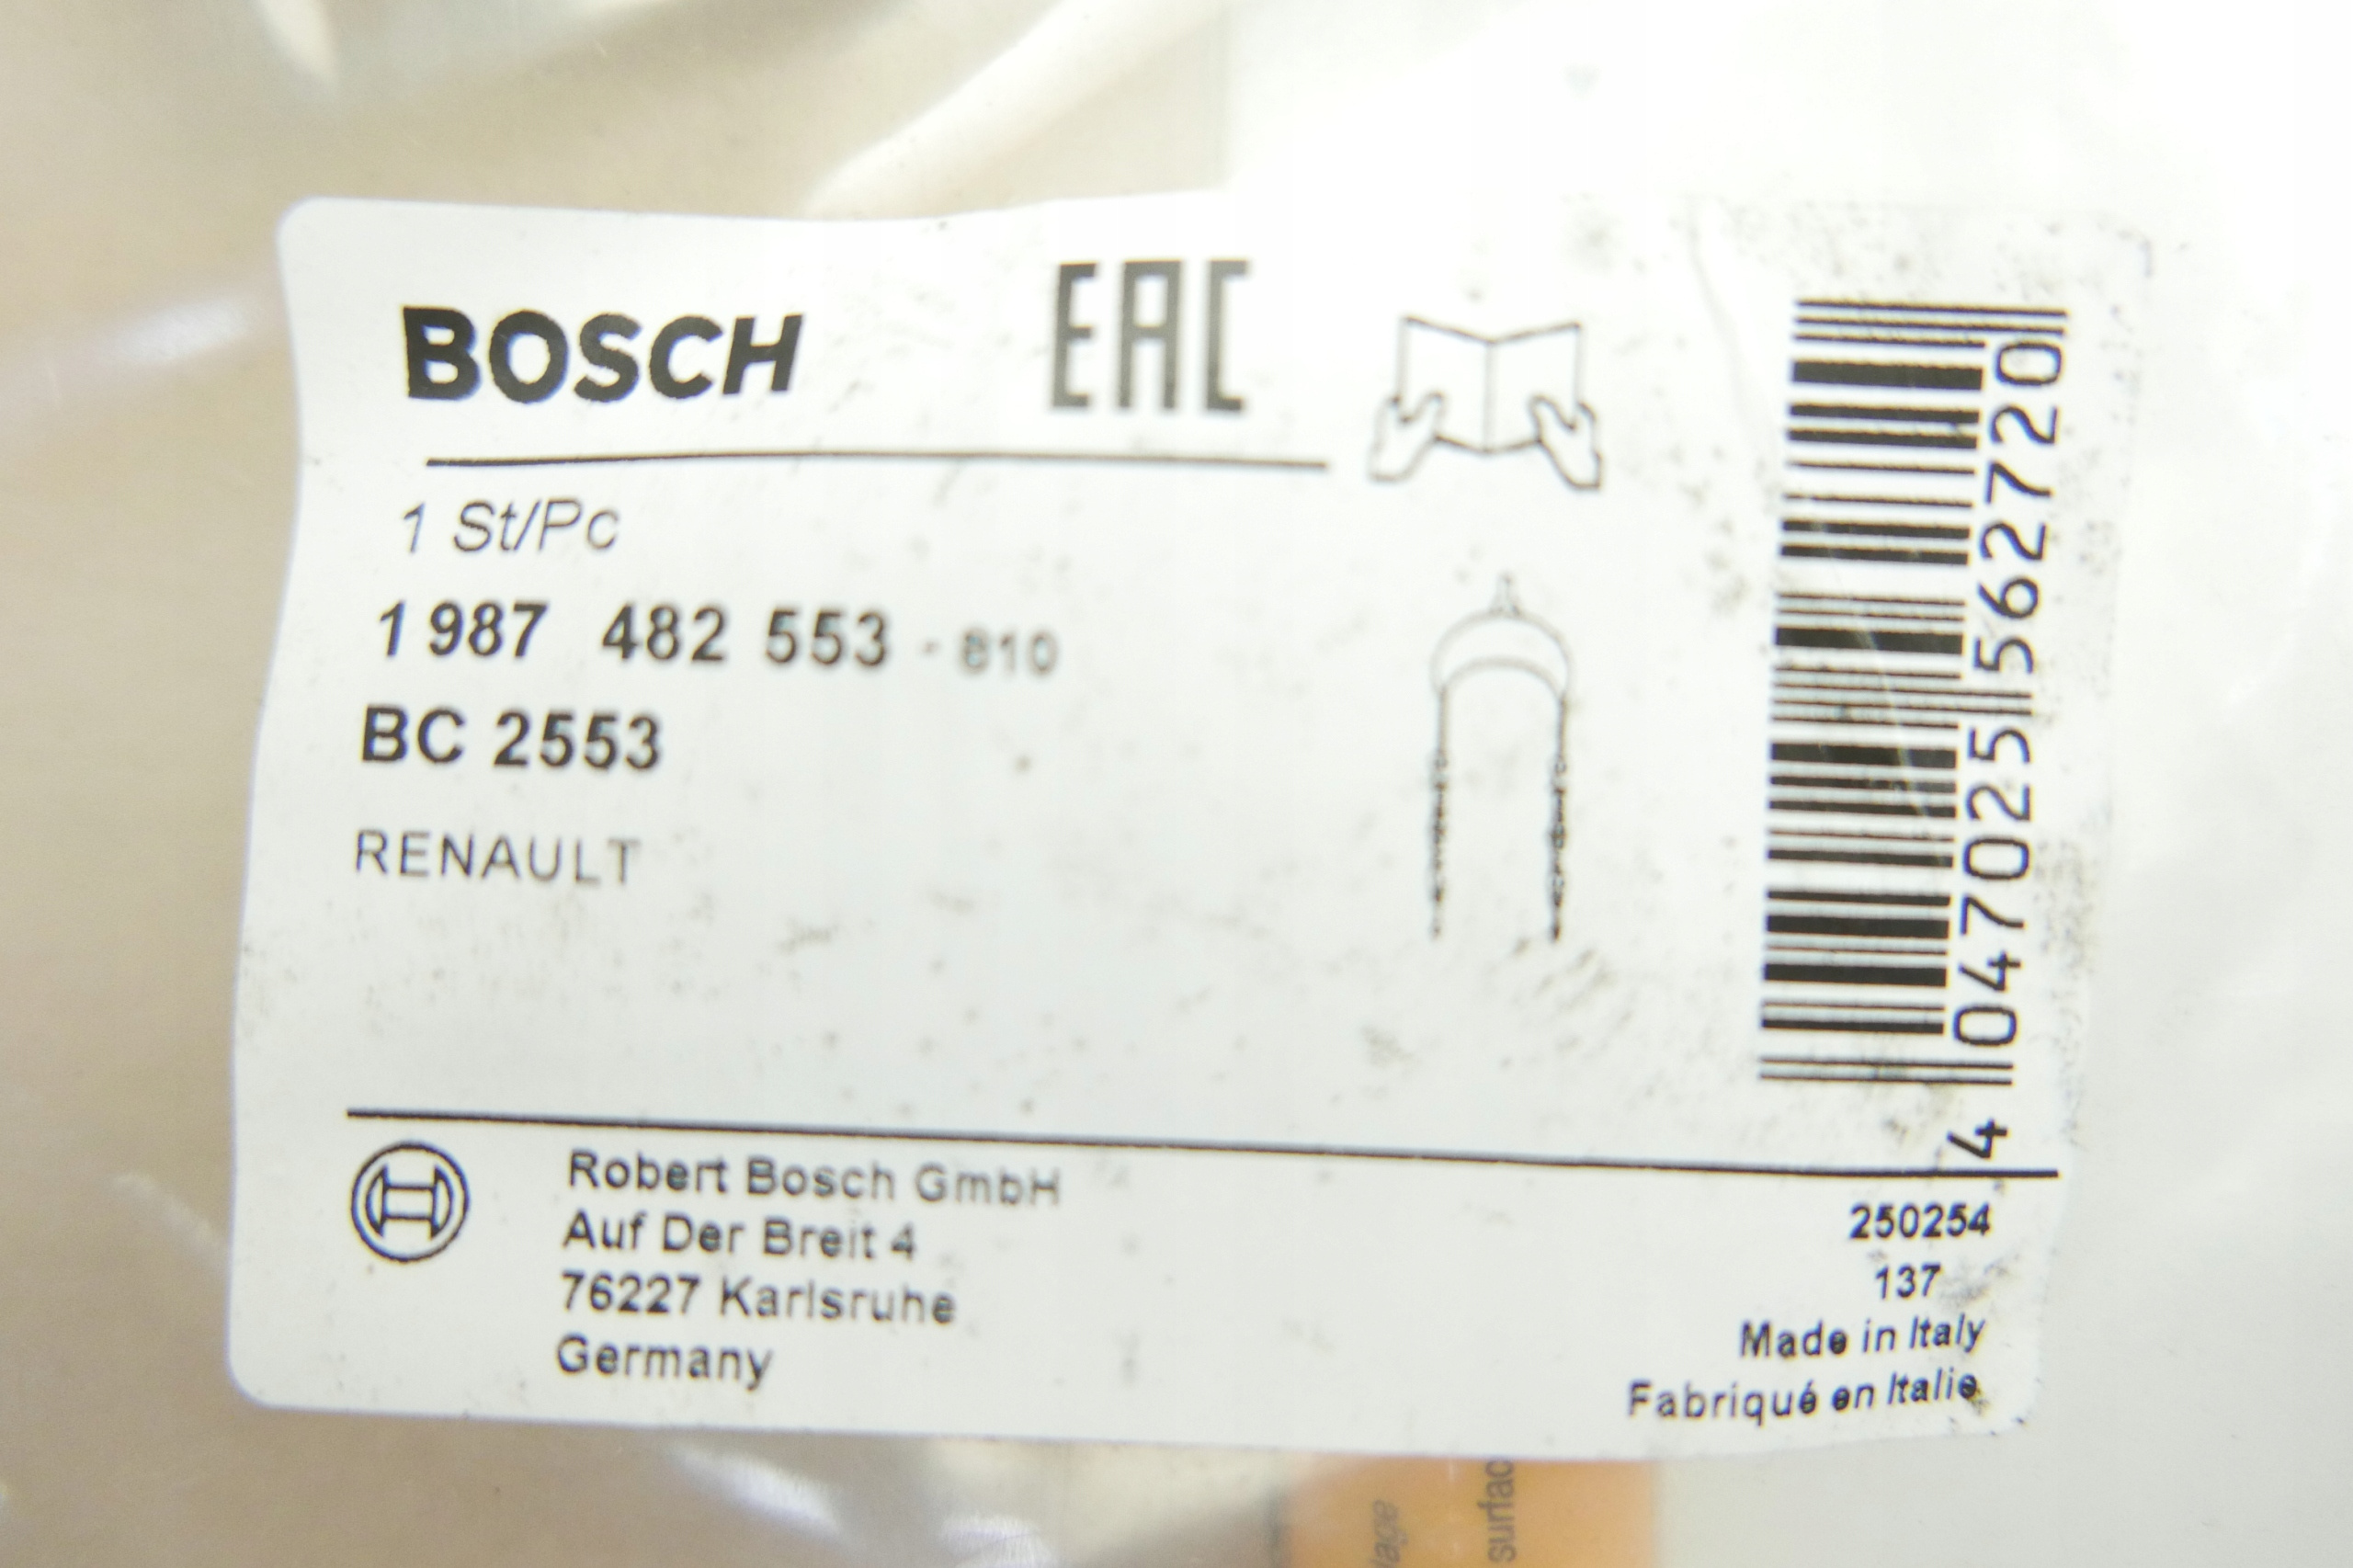 BOSCH
EAC
1 St/Pc
1 987 482 553 - 810
BC 2553
RENAULT
4 047025 562720
Robert Bosch GmbH
Auf Der Breit 4
76227 Karlsruhe
Germany
250254
137
Made in Italy
Fabriqué en Italie
surfac